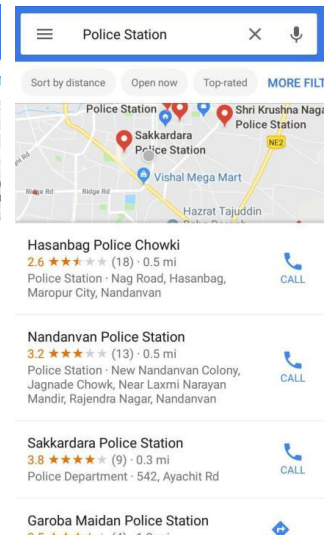 Police Station
Sort by distance
Open now
Top-rated
MORE FILT
Police Station
Shri Krushna Naga
Police Station
Sakkardara
Police Station
NE2
Vishal Mega Mart
Ridge Rd
Ridge Rd
Hazrat Tajuddin
Hasanbag Police Chowki
2.6 ★★★★★ (18) · 0.5 mi
CALL
Police Station · Nag Road, Hasanbag,
Maropur City, Nandanvan
Nandanvan Police Station
3.2 ★★★★★ (13) · 0.5 mi
CALL
Police Station · New Nandanvan Colony,
Jagnade Chowk, Near Laxmi Narayan
Mandir, Rajendra Nagar, Nandanvan
Sakkardara Police Station
3.8 ★★★★★ (9) · 0.3 mi
CALL
Police Department · 542, Ayachit Rd
Garoba Maidan Police Station